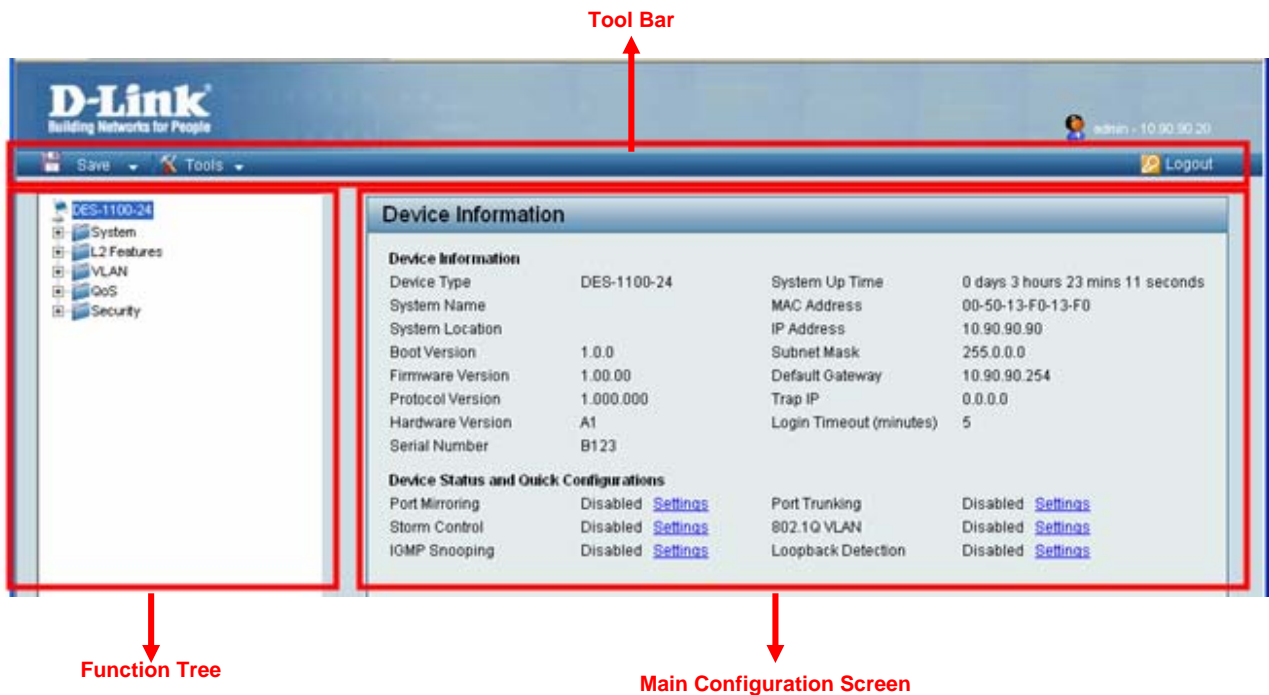 Tool Bar
D-Link
Building Networks for People
admin - 10.90.90.20
Save Tools Logout
DES-1100-24
System
L2 Features
VLAN
QoS
Security
Device Information
Device Information
Device Type DES-1100-24 System Up Time 0 days 3 hours 23 mins 11 seconds
System Name MAC Address 00-50-13-F0-13-F0
System Location IP Address 10.90.90.90
Boot Version 1.0.0 Subnet Mask 255.0.0.0
Firmware Version 1.00.00 Default Gateway 10.90.90.254
Protocol Version 1.000.000 Trap IP 0.0.0.0
Hardware Version A1 Login Timeout (minutes) 5
Serial Number B123
Device Status and Quick Configurations
Port Mirroring Disabled Settings Port Trunking Disabled Settings
Storm Control Disabled Settings 802.1Q VLAN Disabled Settings
IGMP Snooping Disabled Settings Loopback Detection Disabled Settings
Function Tree
Main Configuration Screen